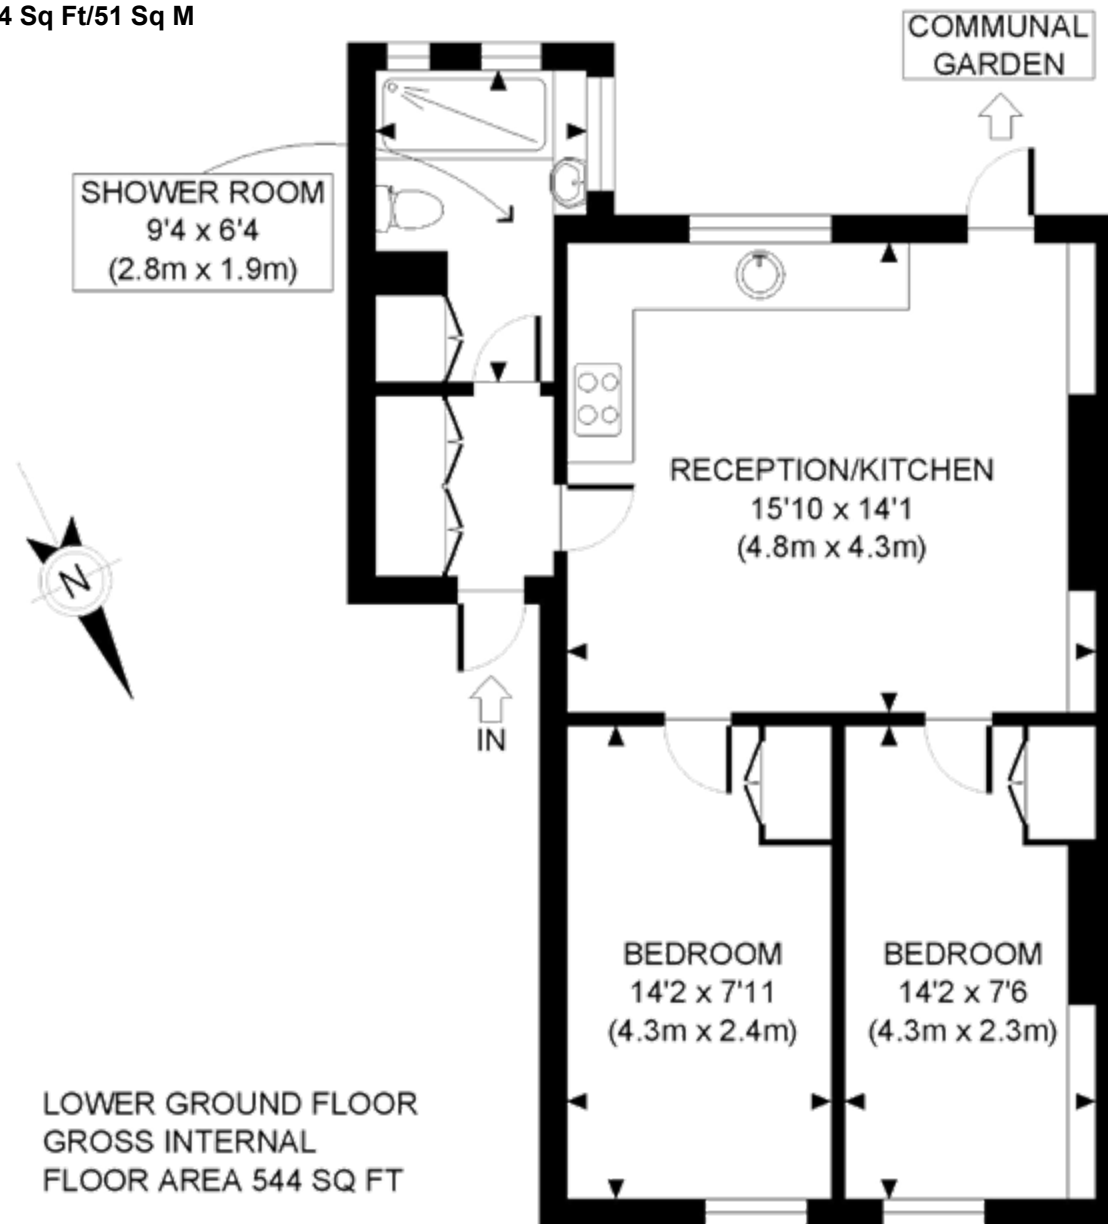 4 Sq Ft/51 Sq M
COMMUNAL
GARDEN
SHOWER ROOM
9'4 x 6'4
(2.8m x 1.9m)
RECEPTION/KITCHEN
15'10 x 14'1
(4.8m x 4.3m)
N
IN
BEDROOM
14'2 x 7'11
(4.3m x 2.4m)
BEDROOM
14'2 x 7'6
(4.3m x 2.3m)
LOWER GROUND FLOOR
GROSS INTERNAL
FLOOR AREA 544 SQ FT